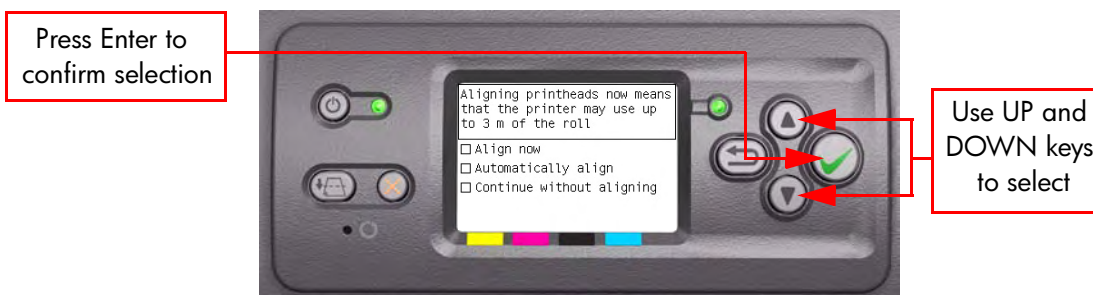 Press Enter to
confirm selection
Aligning printheads now means
that the printer may use up
to 3 m of the roll
Align now
Automatically align
Continue without aligning
Use UP and
DOWN keys
to select